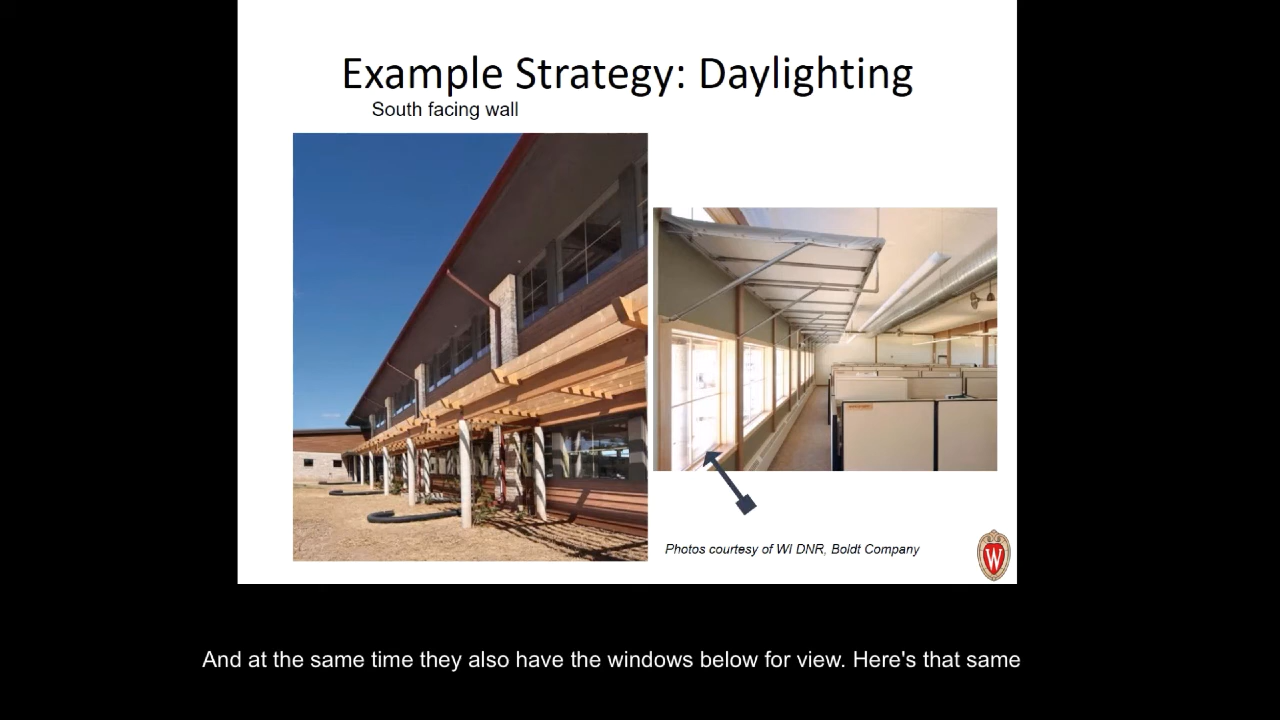 Example Strategy: Daylighting
South facing wall
Photos courtesy of WI DNR, Boldt Company
W
And at the same time they also have the windows below for view. Here's that same